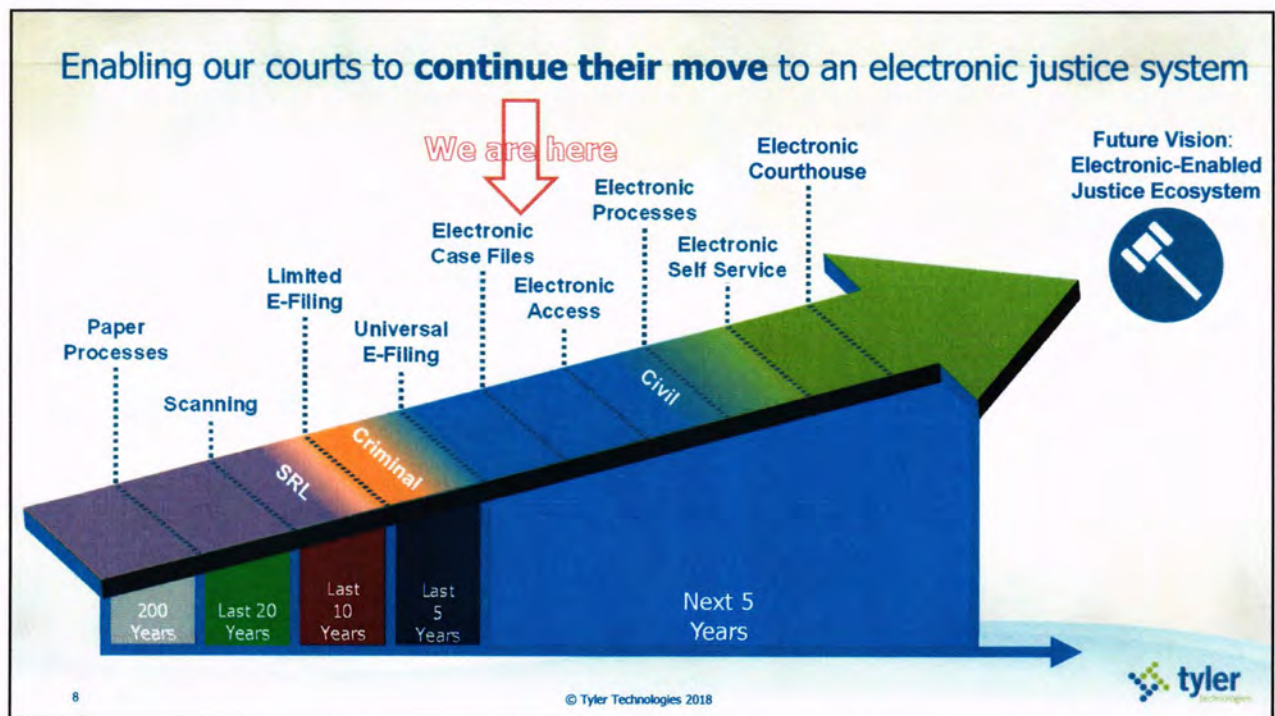 Enabling our courts to continue their move to an electronic justice system
We are here
Future Vision:
Electronic-Enabled
Justice Ecosystem
Electronic
Courthouse
Electronic
Processes
Electronic
Self Service
Electronic
Case Files
Electronic
Access
Limited
E-Filing
Universal
E-Filing
Paper
Processes
Scanning
SRL
Criminal
Civil
200
Years
Last 20
Years
Last
10
Years
Last
5
Years
Next 5
Years
8
© Tyler Technologies 2018
tyler
technologies